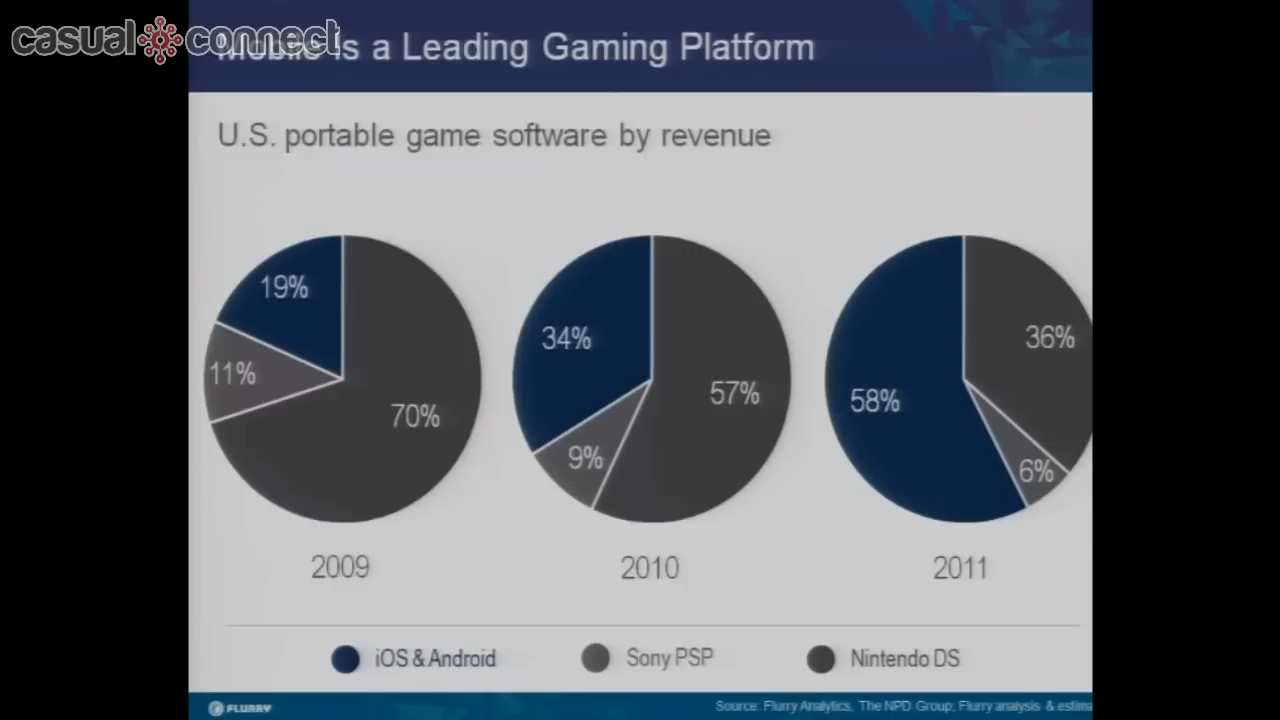 casual connect
Mobile is a Leading Gaming Platform
U.S. portable game software by revenue
19%
11%
70%
34%
9%
57%
58%
36%
6%
2009
2010
2011
iOS & Android
Sony PSP
Nintendo DS
FLURRY
Source: Flurry Analytics, The NPD Group; Flurry analysis & estima